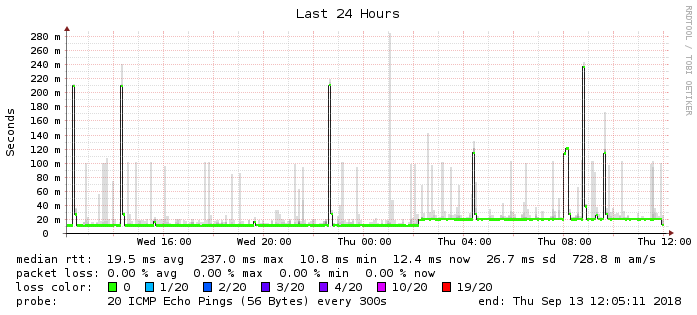 Last 24 Hours
RRDTOOL / TOBI OETIKER
Seconds
280 m
260 m
240 m
220 m
200 m
180 m
160 m
140 m
120 m
100 m
80 m
60 m
40 m
20 m
0
Wed 16:00 Wed 20:00 Thu 00:00 Thu 04:00 Thu 08:00 Thu 12:00
median rtt: 19.5 ms avg 237.0 ms max 10.8 ms min 12.4 ms now 26.7 ms sd 728.8 m am/s
packet loss: 0.00 % avg 0.00 % max 0.00 % min 0.00 % now
loss color: 0 1/20 2/20 3/20 4/20 10/20 19/20
probe: 20 ICMP Echo Pings (56 Bytes) every 300s end: Thu Sep 13 12:05:11 2018